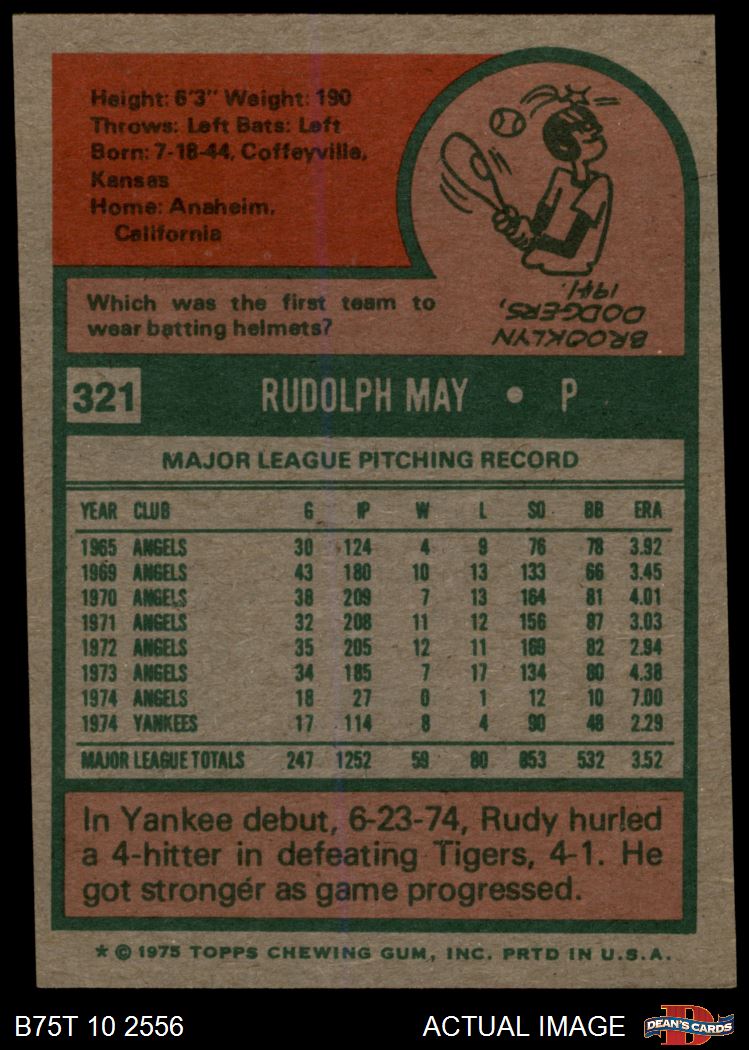 Height: 6'3" Weight: 190
Throws: Left Bats: Left
Born: 7-18-44, Coffeyville,
Kansas
Home: Anaheim,
California
Which was the first team to
wear batting helmets?
BROOKLYN
DODGERS,
1941.
321 RUDOLPH MAY • P
MAJOR LEAGUE PITCHING RECORD
YEAR CLUB G IP W L SO BB ERA
1965 ANGELS 30 124 4 9 76 78 3.92
1969 ANGELS 43 180 10 13 133 66 3.45
1970 ANGELS 38 209 7 13 164 81 4.01
1971 ANGELS 32 208 11 12 156 87 3.03
1972 ANGELS 35 205 12 11 169 82 2.94
1973 ANGELS 34 185 7 17 134 80 4.38
1974 ANGELS 18 27 0 1 12 10 7.00
1974 YANKEES 17 114 8 4 90 48 2.29
MAJOR LEAGUE TOTALS 247 1252 59 80 853 532 3.52
In Yankee debut, 6-23-74, Rudy hurled
a 4-hitter in defeating Tigers, 4-1. He
got stronger as game progressed.
* © 1975 TOPPS CHEWING GUM, INC. PRTD IN U.S.A.
B75T 10 2556 ACTUAL IMAGE D DEAN'S CARDS